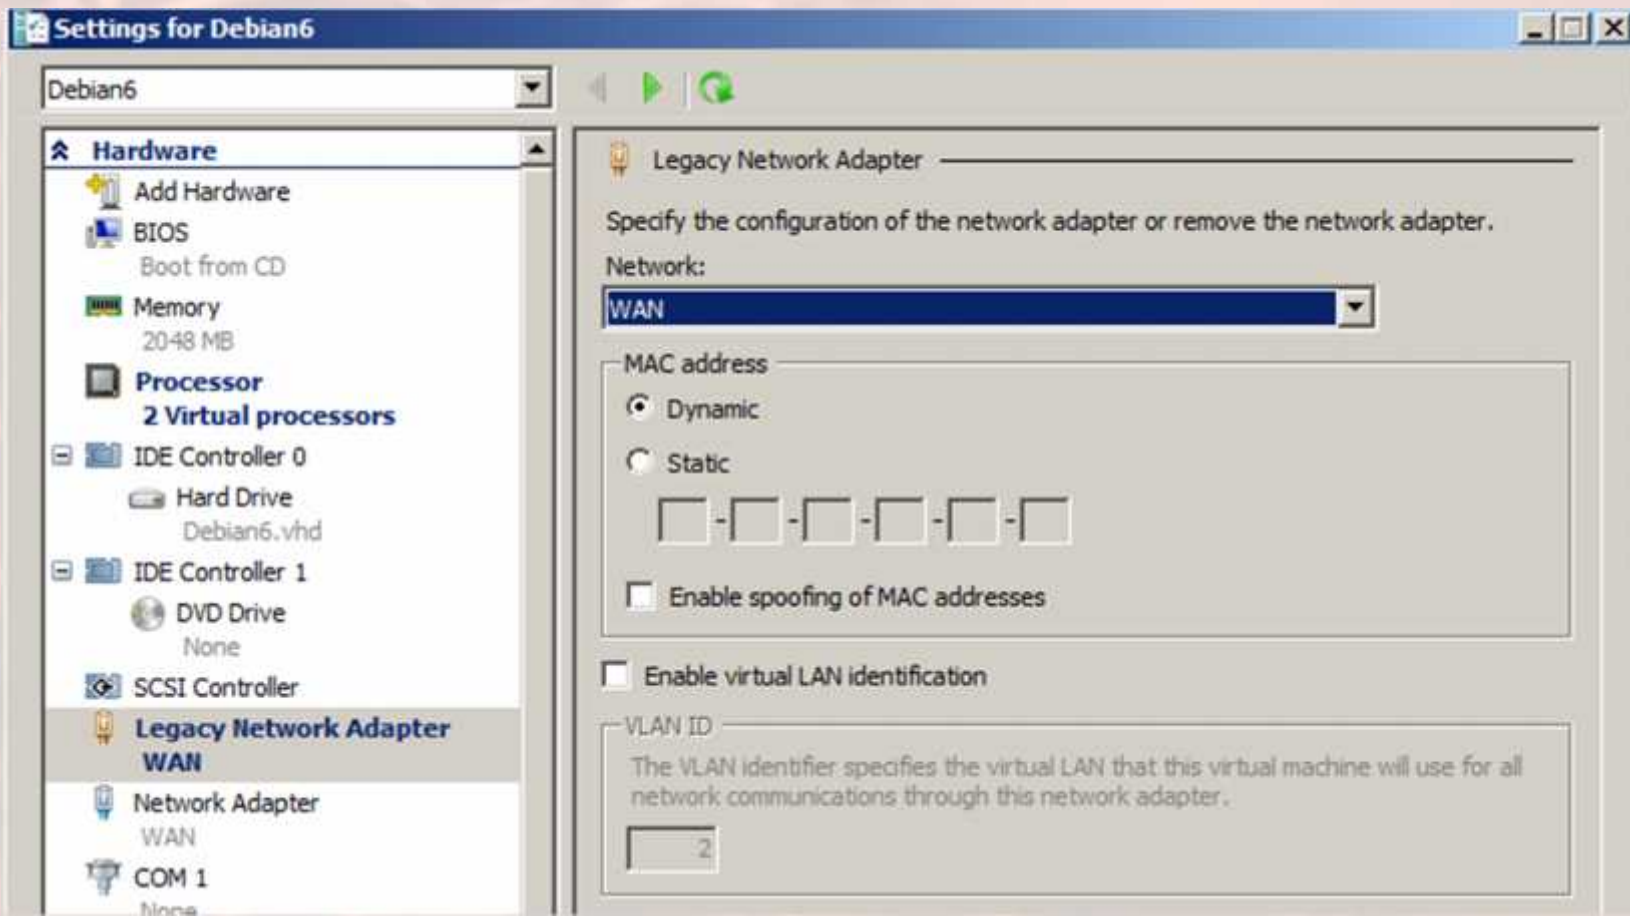 Settings for Debian6
Debian6
Hardware
Add Hardware
BIOS
Boot from CD
Memory
2048 MB
Processor
2 Virtual processors
IDE Controller 0
Hard Drive
Debian6.vhd
IDE Controller 1
DVD Drive
None
SCSI Controller
Legacy Network Adapter
WAN
Network Adapter
WAN
COM 1
None
Legacy Network Adapter
Specify the configuration of the network adapter or remove the network adapter.
Network:
WAN
MAC address
Dynamic
Static
- - - - -
Enable spoofing of MAC addresses
Enable virtual LAN identification
VLAN ID
The VLAN identifier specifies the virtual LAN that this virtual machine will use for all
network communications through this network adapter.
2